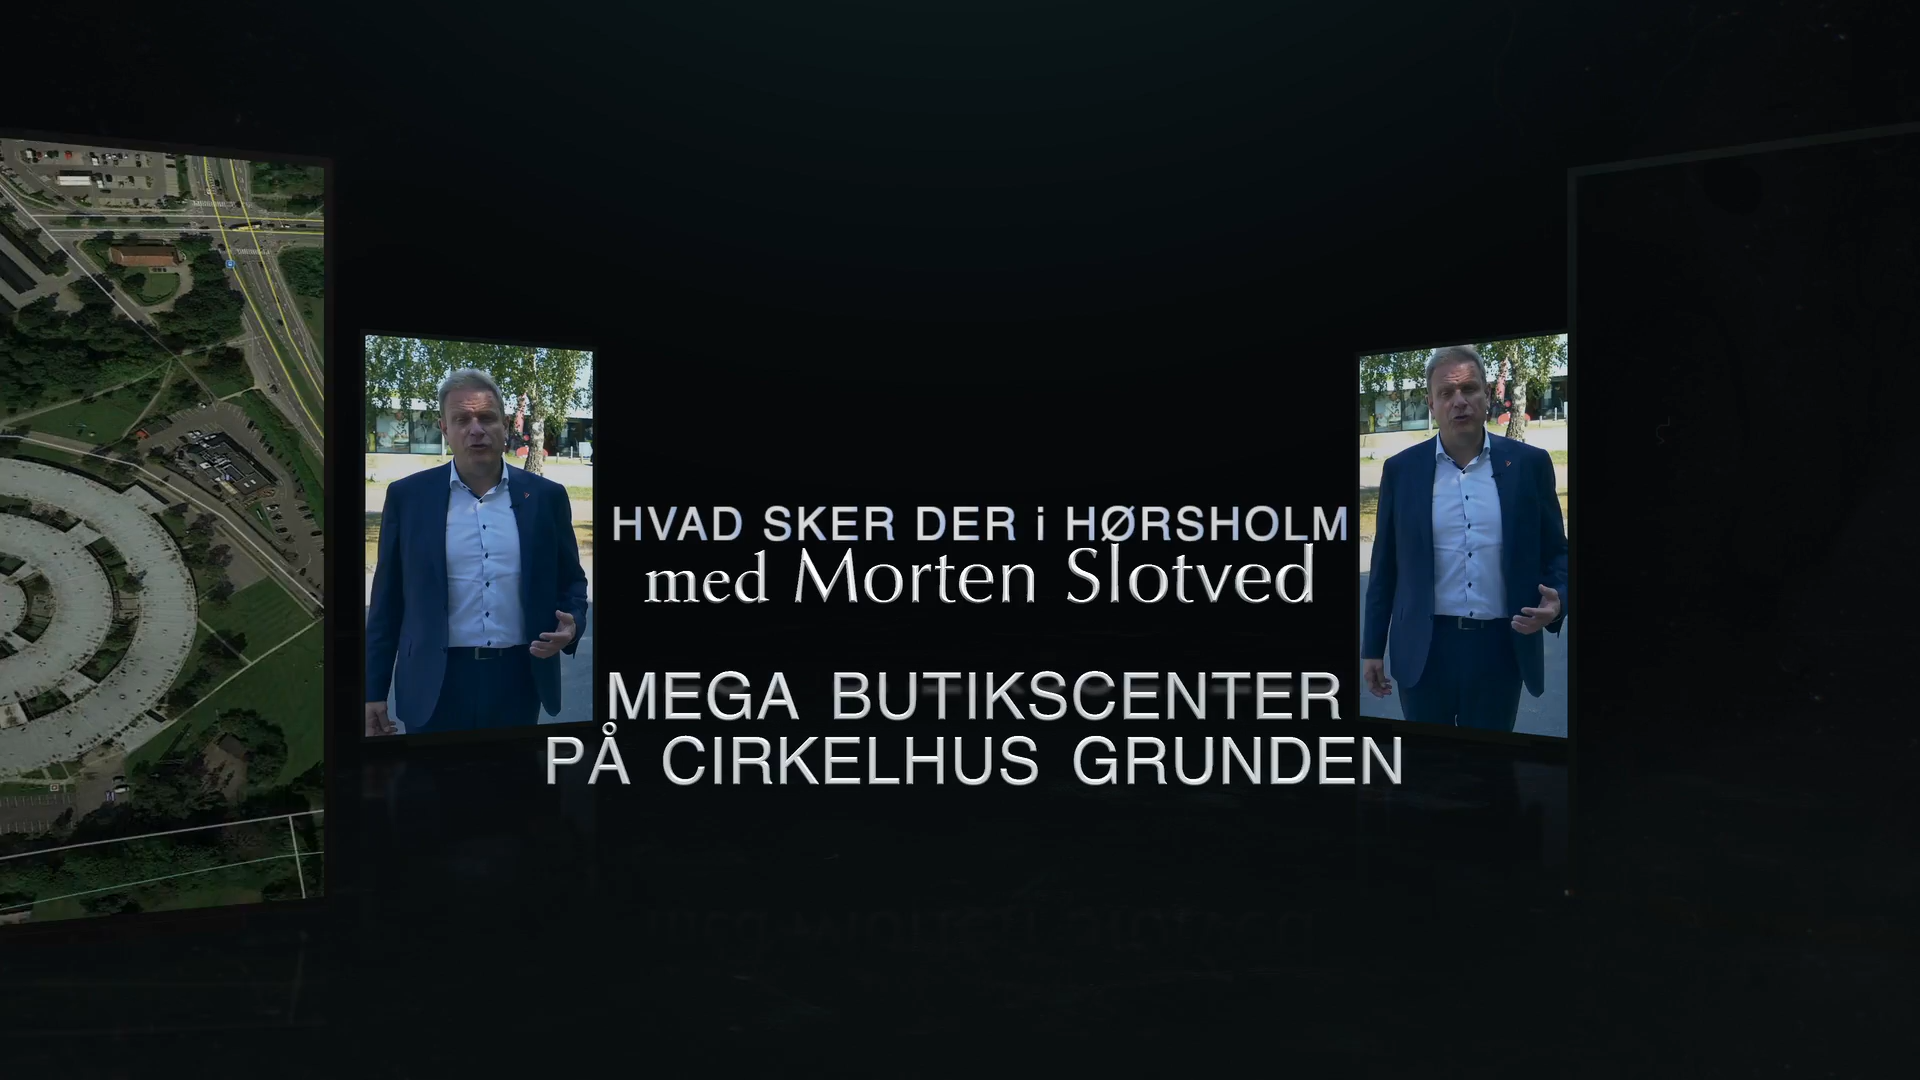 HVAD SKER DER i HØRSHOLM
med Morten Slotved
MEGA BUTIKSCENTER
PÅ CIRKELHUS GRUNDEN